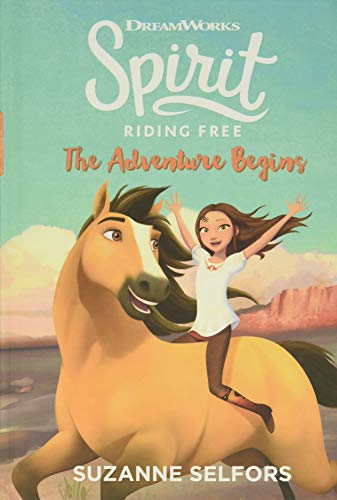 DREAMWORKS
Spirit
RIDING FREE
The Adventure Begins
SUZANNE SELFORS